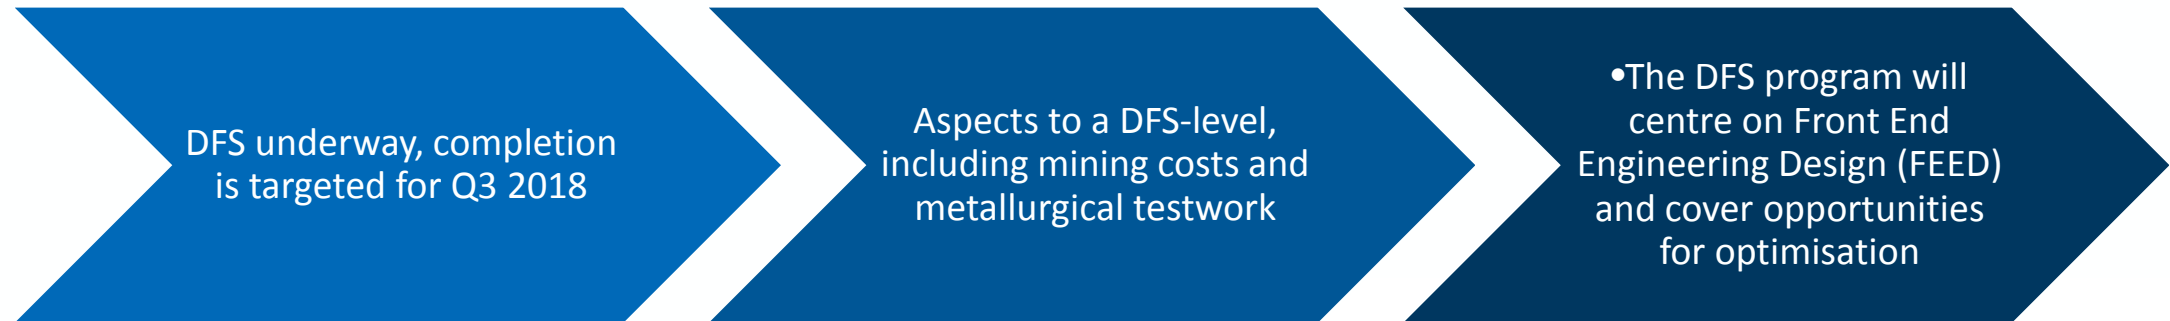 DFS underway, completion
is targeted for Q3 2018
Aspects to a DFS-level,
including mining costs and
metallurgical testwork
•The DFS program will
centre on Front End
Engineering Design (FEED)
and cover opportunities
for optimisation